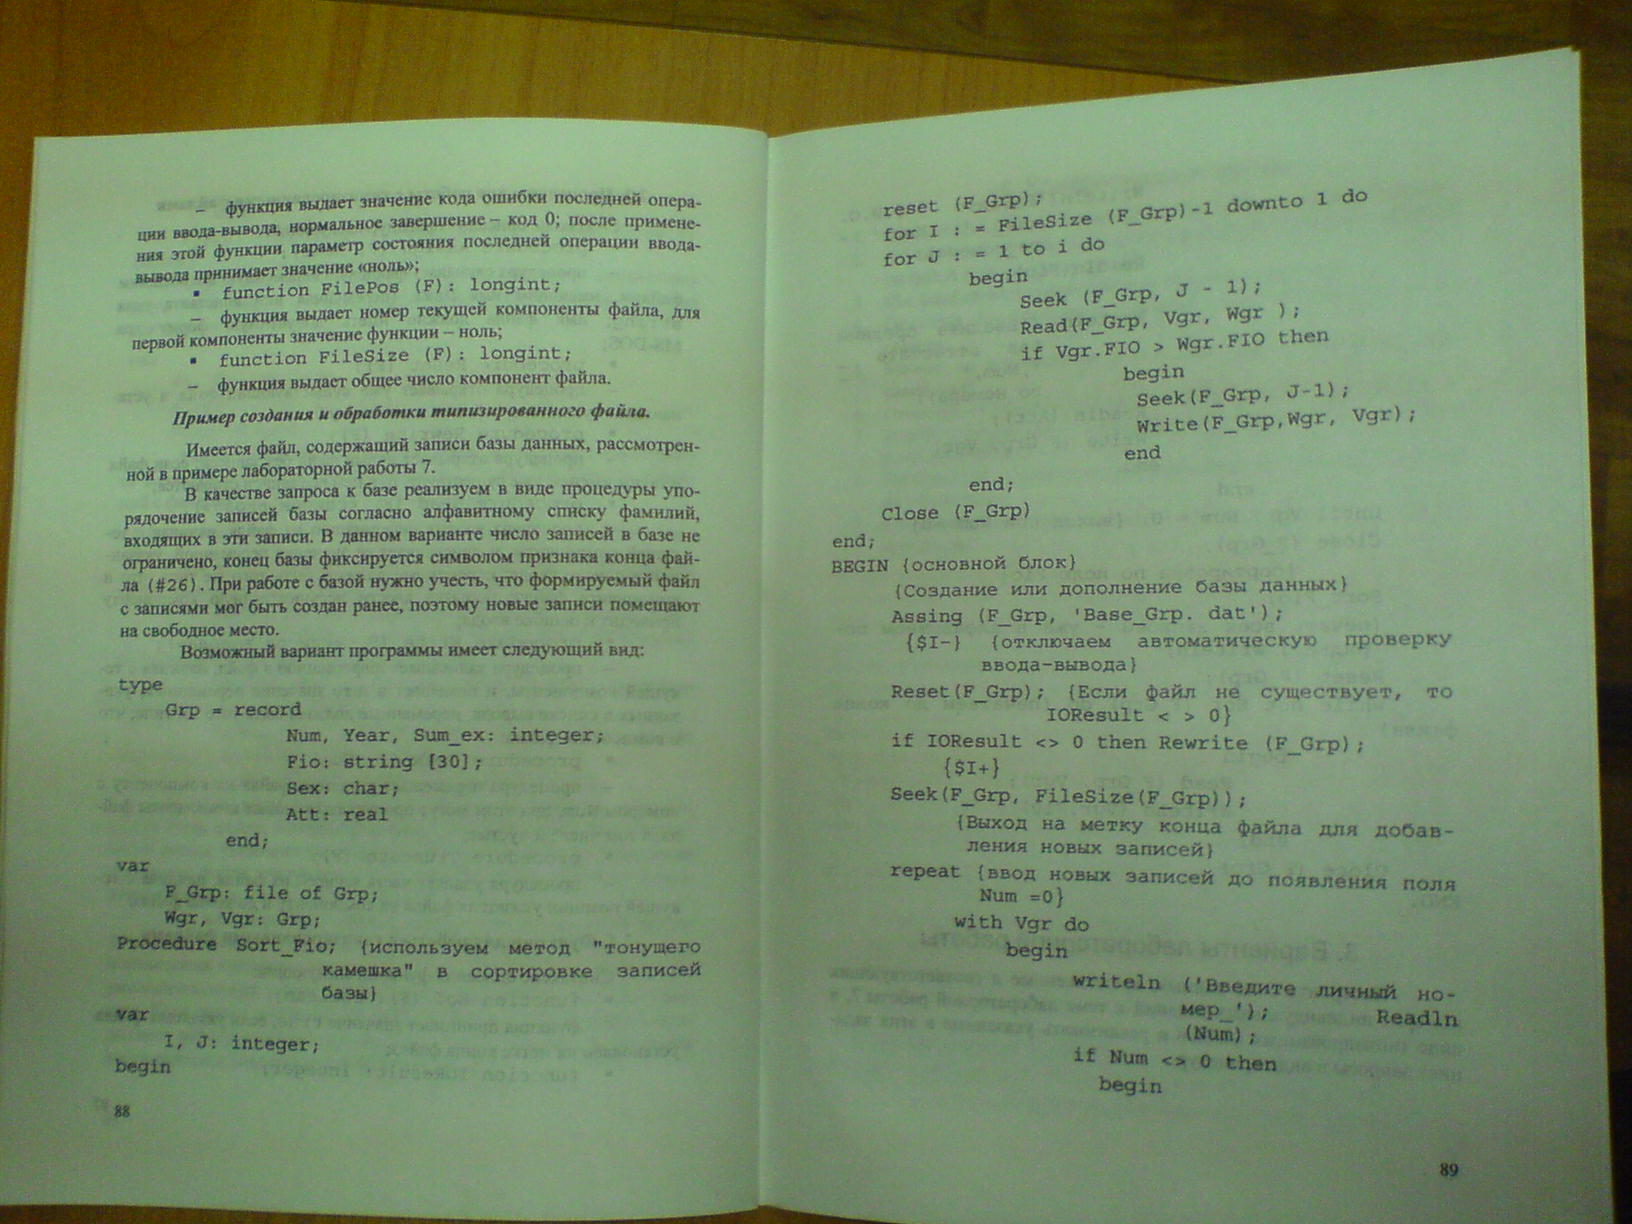 – функция выдает значение кода ошибки последней опера-
ции ввода-вывода, нормальное завершение – код 0; после примене-
ния этой функции параметр состояния последней операции ввода-
вывода принимает значение «ноль»;
▪ function FilePos (F): longint;
– функция выдает номер текущей компоненты файла, для
первой компоненты значение функции – ноль;
▪ function FileSize (F): longint;
– функция выдает общее число компонент файла.
Пример создания и обработки типизированного файла.
Имеется файл, содержащий записи базы данных, рассмотрен-
ной в примере лабораторной работы 7.
В качестве запроса к базе реализуем в виде процедуры упо-
рядочение записей базы согласно алфавитному списку фамилий,
входящих в эти записи. В данном варианте число записей в базе не
ограничено, конец базы фиксируется символом признака конца фай-
ла (#26). При работе с базой нужно учесть, что формируемый файл
с записями мог быть создан ранее, поэтому новые записи помещают
на свободное место.
Возможный вариант программы имеет следующий вид:
type
Grp = record
Num, Year, Sum_ex: integer;
Fio: string [30];
Sex: char;
Att: real
end;
var
F_Grp: file of Grp;
Wgr, Vgr: Grp;
Procedure Sort_Fio; {используем метод "тонущего
камешка" в сортировке записей
базы}
var
I, J: integer;
begin
88
reset (F_Grp);
for I : = FileSize (F_Grp)-1 downto 1 do
for J : = 1 to i do
begin
Seek (F_Grp, J - 1);
Read(F_Grp, Vgr, Wgr );
if Vgr.FIO > Wgr.FIO then
begin
Seek(F_Grp, J-1);
Write(F_Grp,Wgr, Vgr);
end
end;
Close (F_Grp)
end;
BEGIN {основной блок}
{Создание или дополнение базы данных}
Assing (F_Grp, 'Base_Grp. dat');
{$I-} {отключаем автоматическую проверку
ввода-вывода}
Reset(F_Grp); {Если файл не существует, то
IOResult < > 0}
if IOResult <> 0 then Rewrite (F_Grp);
{$I+}
Seek(F_Grp, FileSize(F_Grp));
{Выход на метку конца файла для добав-
ления новых записей}
repeat {ввод новых записей до появления поля
Num =0}
with Vgr do
begin
writeln ('Введите личный но-
мер_'); Readln
(Num);
if Num <> 0 then
begin
89